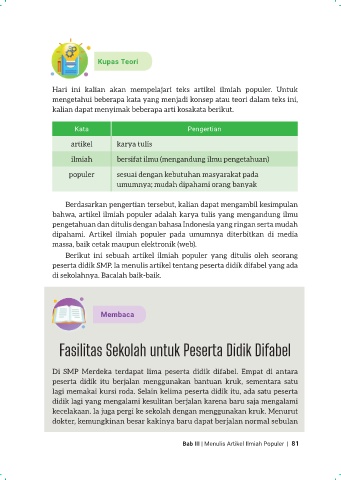 Kupas Teori
Hari ini kalian akan mempelajari teks artikel ilmiah populer. Untuk
mengetahui beberapa kata yang menjadi konsep atau teori dalam teks ini,
kalian dapat menyimak beberapa arti kosakata berikut.
Kata Pengertian
artikel karya tulis
ilmiah bersifat ilmu (mengandung ilmu pengetahuan)
populer sesuai dengan kebutuhan masyarakat pada
umumnya; mudah dipahami orang banyak
Berdasarkan pengertian tersebut, kalian dapat mengambil kesimpulan
bahwa, artikel ilmiah populer adalah karya tulis yang mengandung ilmu
pengetahuan dan ditulis dengan bahasa Indonesia yang ringan serta mudah
dipahami. Artikel ilmiah populer pada umumnya diterbitkan di media
massa, baik cetak maupun elektronik (web).
Berikut ini sebuah artikel ilmiah populer yang ditulis oleh seorang
peserta didik SMP. Ia menulis artikel tentang peserta didik difabel yang ada
di sekolahnya. Bacalah baik-baik.
Membaca
Fasilitas Sekolah untuk Peserta Didik Difabel
Di SMP Merdeka terdapat lima peserta didik difabel. Empat di antara
peserta didik itu berjalan menggunakan bantuan kruk, sementara satu
lagi memakai kursi roda. Selain kelima peserta didik itu, ada satu peserta
didik lagi yang mengalami kesulitan berjalan karena baru saja mengalami
kecelakaan. Ia juga pergi ke sekolah dengan menggunakan kruk. Menurut
dokter, kemungkinan besar kakinya baru dapat berjalan normal sebulan
Bab III | Menulis Artikel Ilmiah Populer | 81